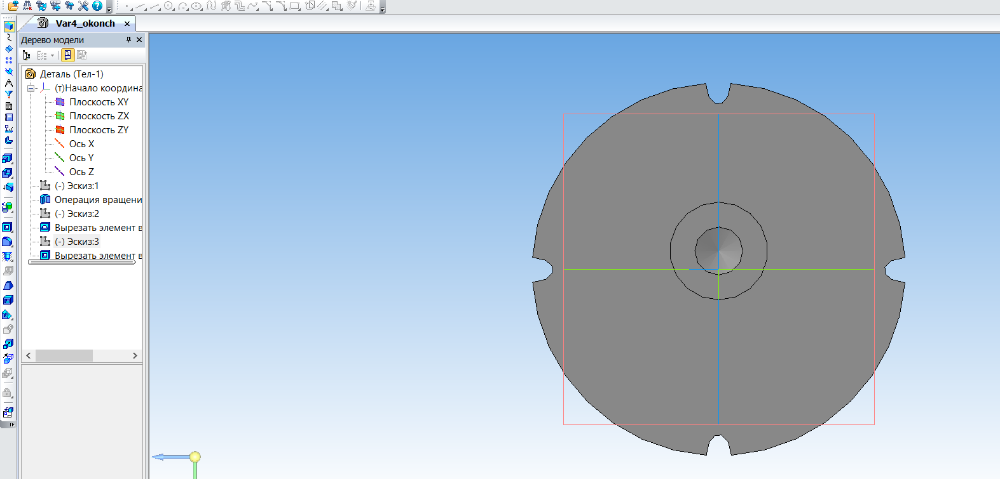 Var4_okonch
Дерево модели
Деталь (Тел-1)
(т)Начало координа
Плоскость XY
Плоскость ZX
Плоскость ZY
Ось X
Ось Y
Ось Z
(-) Эскиз:1
Операция вращени
(-) Эскиз:2
Вырезать элемент в
(-) Эскиз:3
Вырезать элемент в